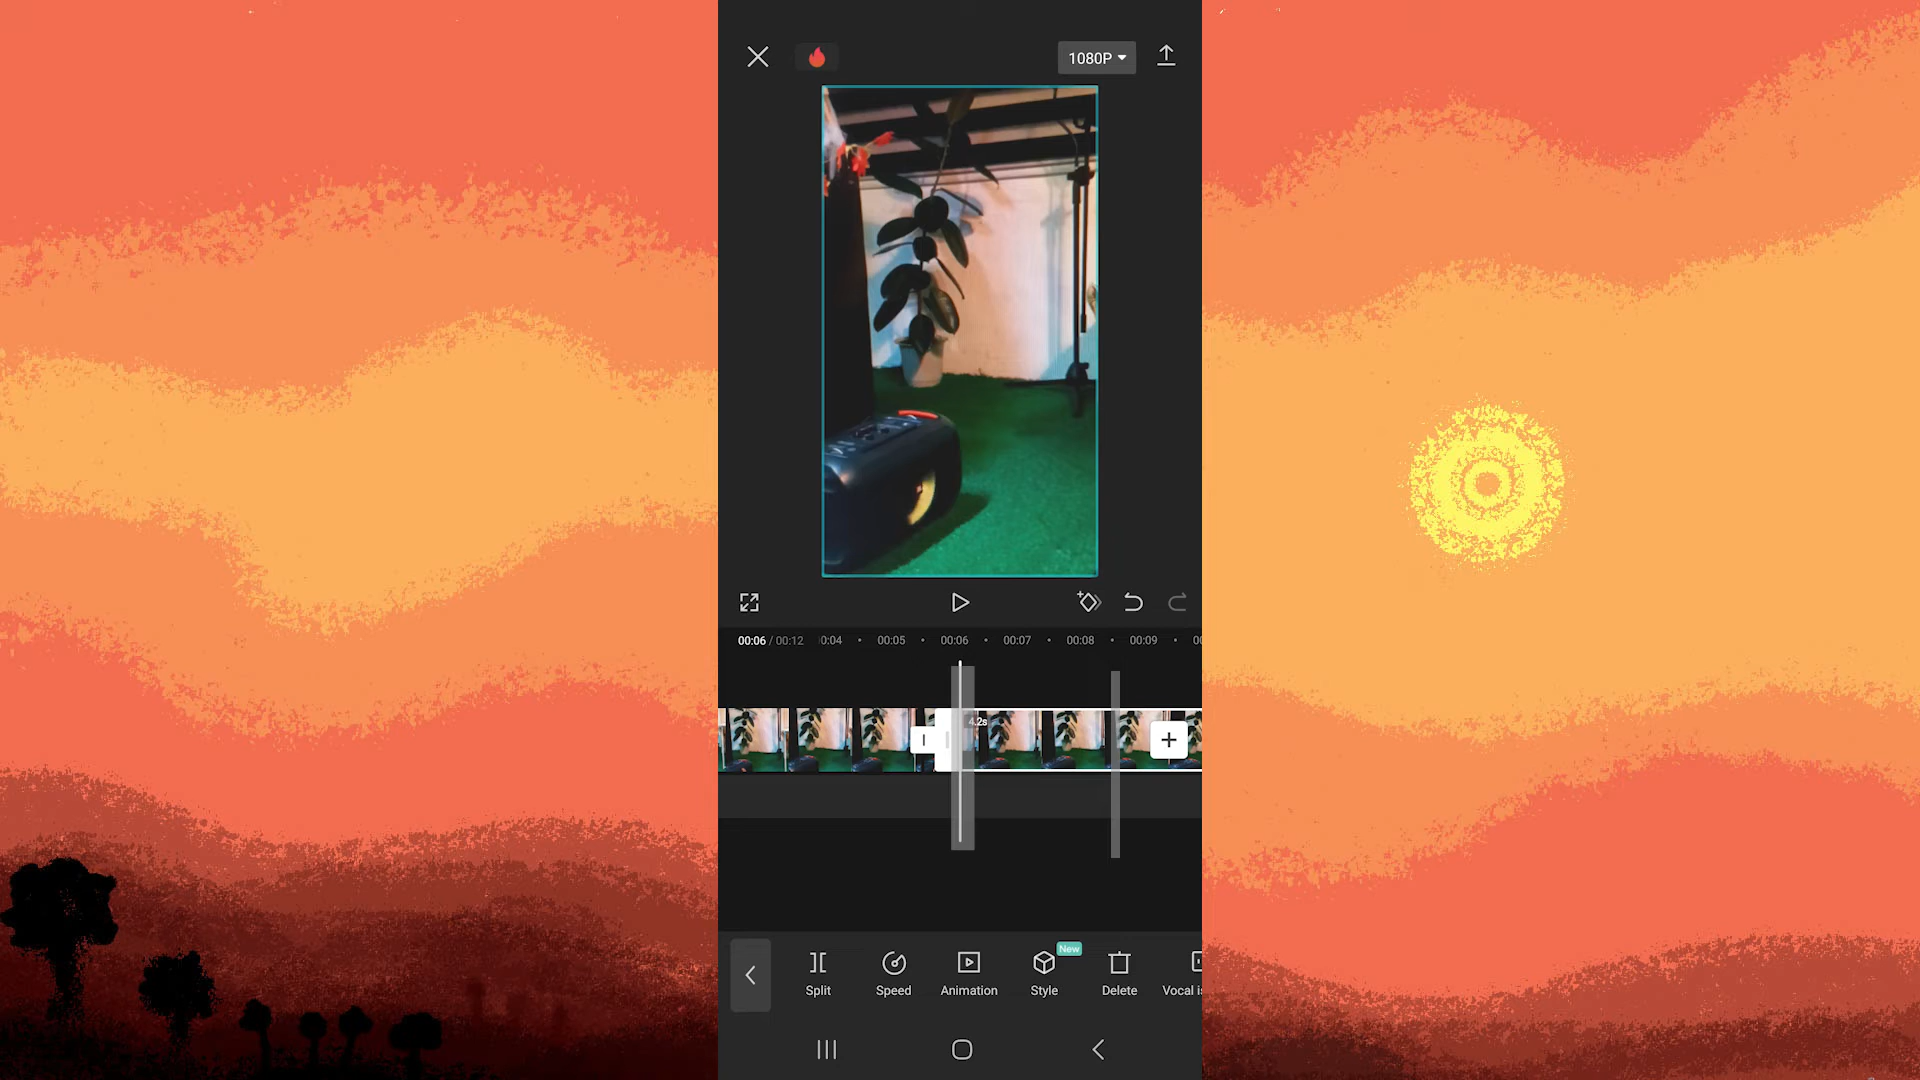 1080P
00:06 / 00:12
0:04
00:05
00:06
00:07
00:08
00:09
4.2s
New
Split
Speed
Animation
Style
Delete
Vocal